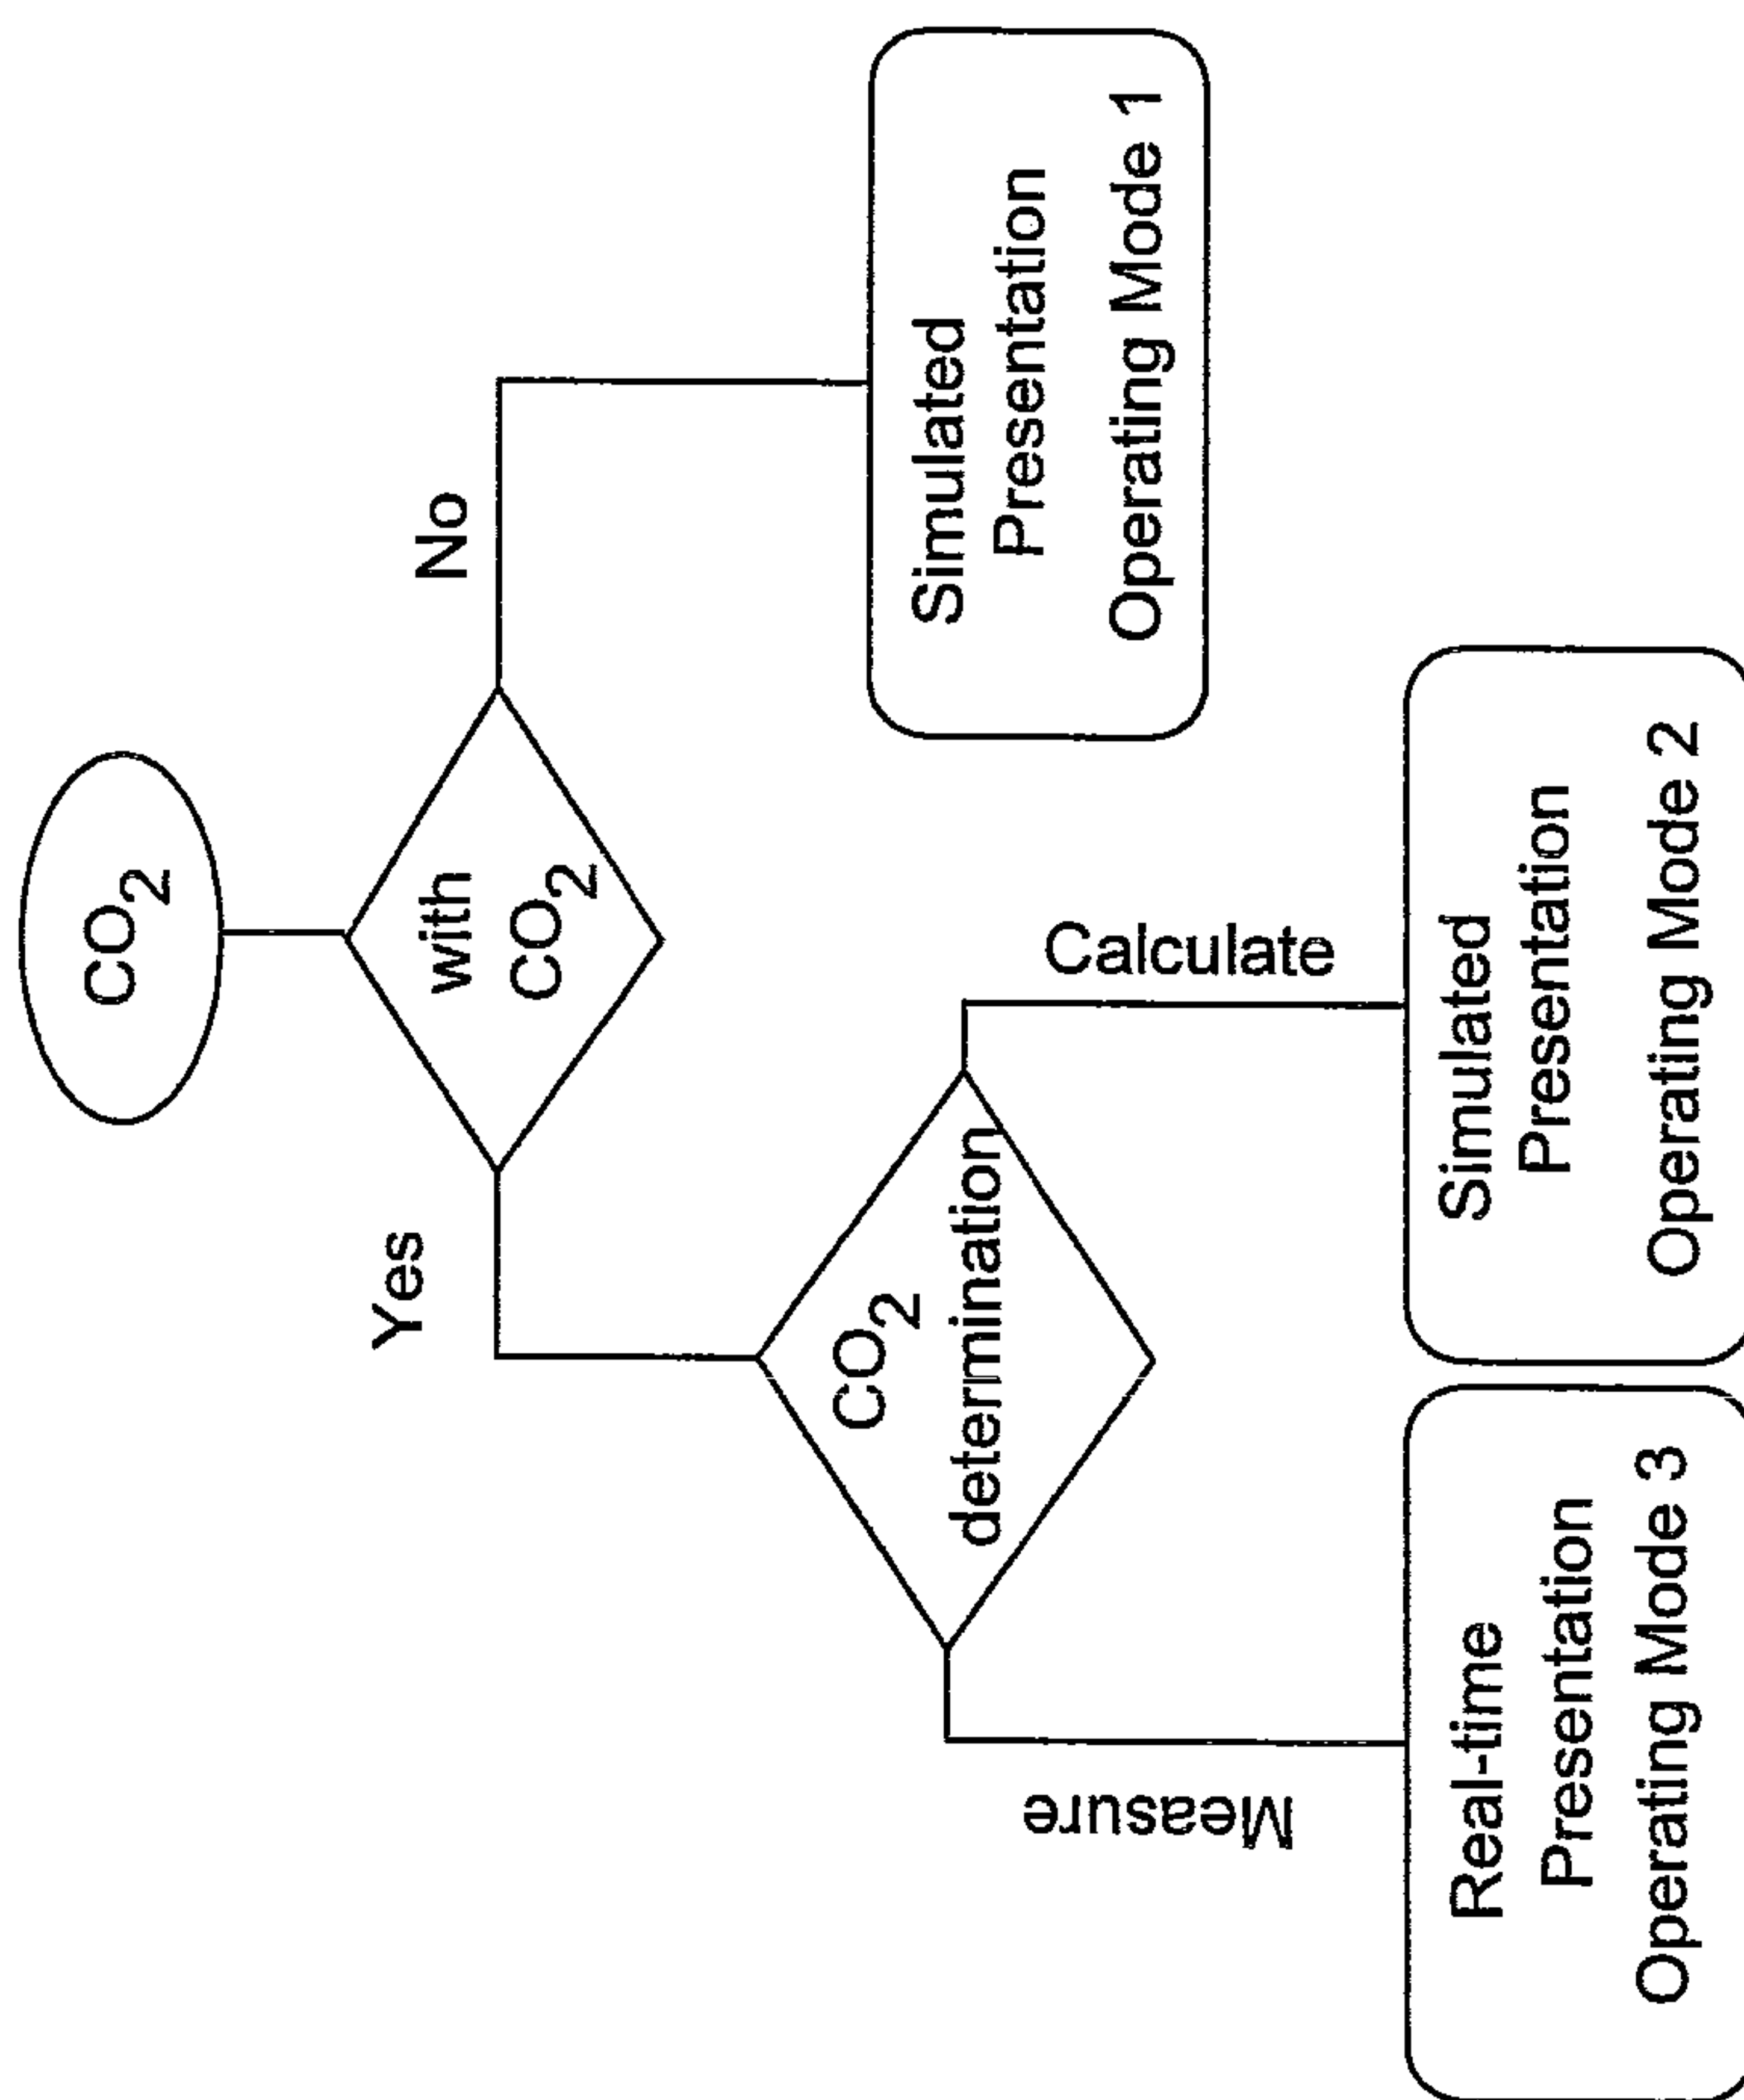 CO2
with
CO2
Yes
No
CO2
determination
Measure
Calculate
Simulated
Presentation
Operating Mode 1
Real-time
Presentation
Operating Mode 3
Simulated
Presentation
Operating Mode 2